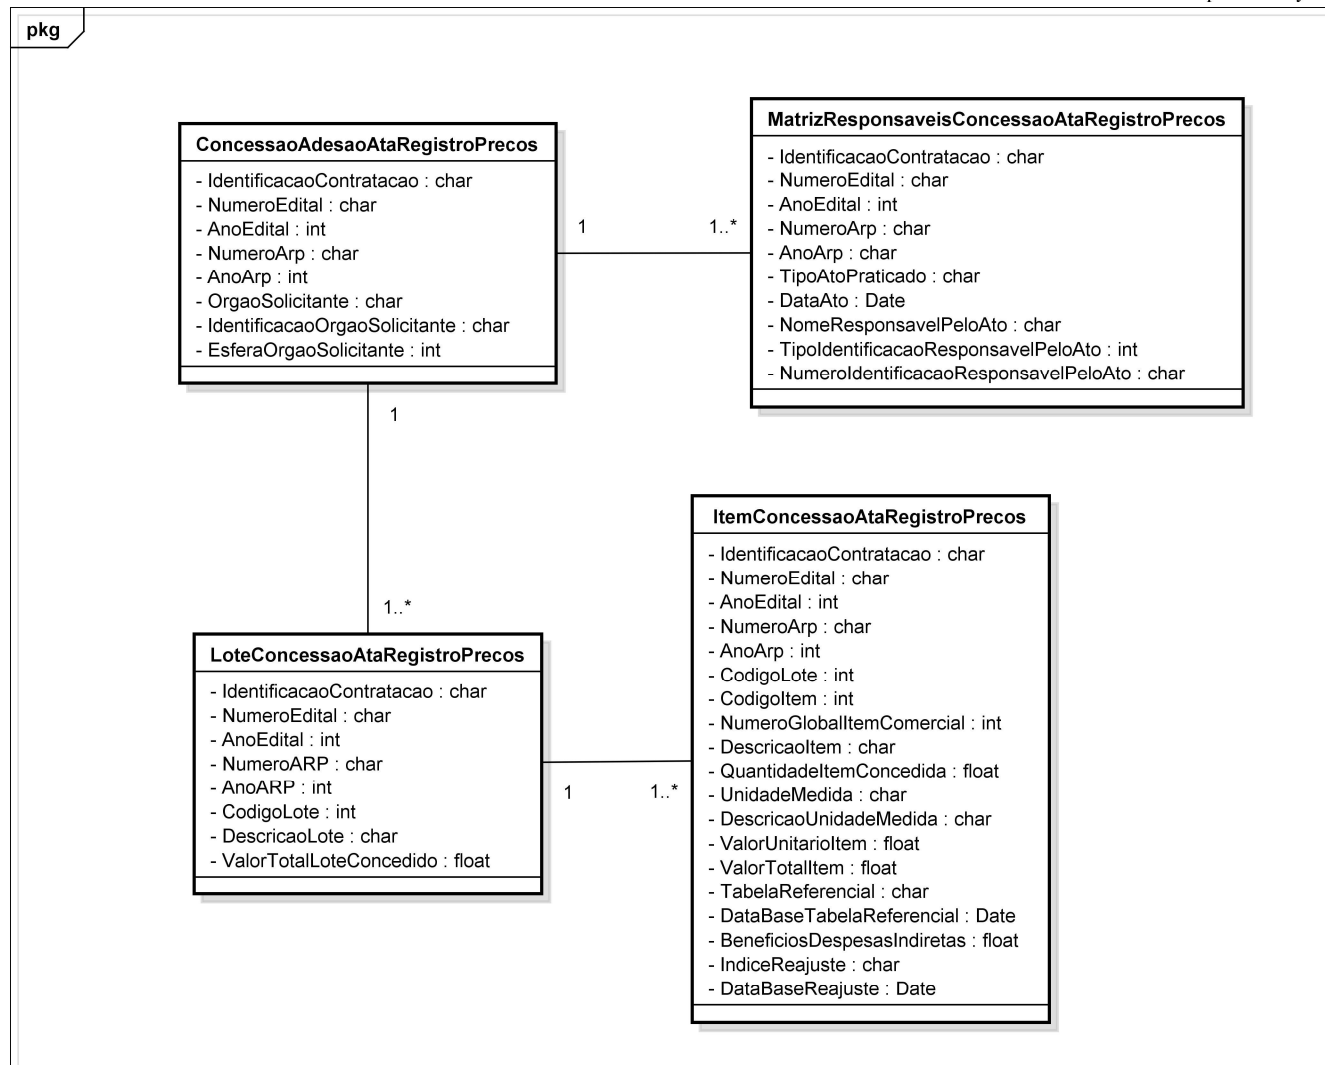 pkg
ConcessaoAdesaoAtaRegistroPrecos
- IdentificacaoContratacao : char
- NumeroEdital : char
- AnoEdital : int
- NumeroArp : char
- AnoArp : int
- OrgaoSolicitante : char
- IdentificacaoOrgaoSolicitante : char
- EsferaOrgaoSolicitante : int
1
1..*
MatrizResponsaveisConcessaoAtaRegistroPrecos
- IdentificacaoContratacao : char
- NumeroEdital : char
- AnoEdital : int
- NumeroArp : char
- AnoArp : char
- TipoAtoPraticado : char
- DataAto : Date
- NomeResponsavelPeloAto : char
- TipoIdentificacaoResponsavelPeloAto : int
- NumeroIdentificacaoResponsavelPeloAto : char
1
1..*
LoteConcessaoAtaRegistroPrecos
- IdentificacaoContratacao : char
- NumeroEdital : char
- AnoEdital : int
- NumeroARP : char
- AnoARP : int
- CodigoLote : int
- DescricaoLote : char
- ValorTotalLoteConcedido : float
1
1..*
ItemConcessaoAtaRegistroPrecos
- IdentificacaoContratacao : char
- NumeroEdital : char
- AnoEdital : int
- NumeroArp : char
- AnoArp : int
- CodigoLote : int
- CodigoItem : int
- NumeroGlobalItemComercial : int
- DescricaoItem : char
- QuantidadeItemConcedida : float
- UnidadeMedida : char
- DescricaoUnidadeMedida : char
- ValorUnitarioItem : float
- ValorTotalItem : float
- TabelaReferencial : char
- DataBaseTabelaReferencial : Date
- BeneficiosDespesasIndiretas : float
- IndiceReajuste : char
- DataBaseReajuste : Date